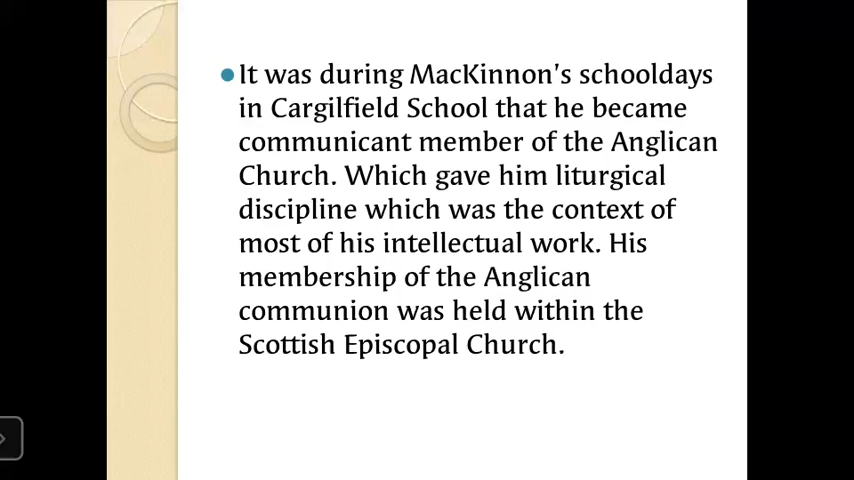 It was during MacKinnon's schooldays
in Cargilfield School that he became
communicant member of the Anglican
Church. Which gave him liturgical
discipline which was the context of
most of his intellectual work. His
membership of the Anglican
communion was held within the
Scottish Episcopal Church.